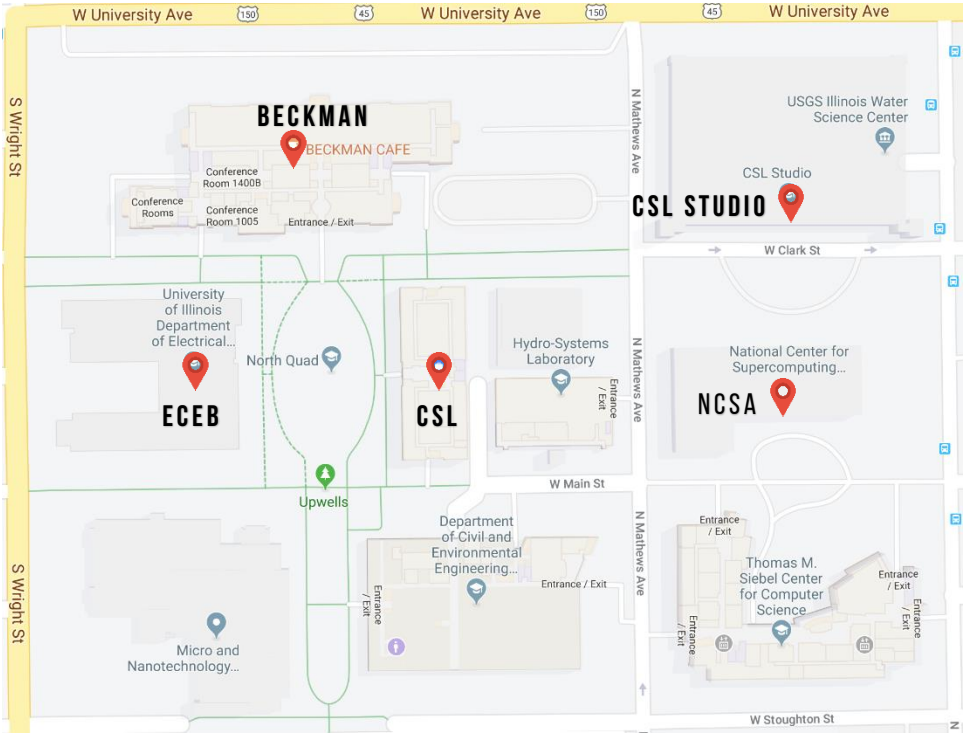 W University Ave
150
45
W University Ave
150
45
W University Ave
S Wright St
N Mathews Ave
BECKMAN
BECKMAN CAFE
USGS Illinois Water
Science Center
Conference
Room 1400B
CSL Studio
Conference
Rooms
Conference
Room 1005
Entrance / Exit
CSL STUDIO
W Clark St
University
of Illinois
Department
of Electrical...
North Quad
Hydro-Systems
Laboratory
N Mathews Ave
National Center for
Supercomputing...
ECEB
CSL
Entrance
/ Exit
NCSA
Upwells
W Main St
Department
of Civil and
Environmental
Engineering...
Entrance / Exit
Entrance
/ Exit
N Mathews Ave
Entrance
/ Exit
Thomas M.
Siebel Center
for Computer
Science
Entrance
/ Exit
Entrance
/ Exit
Entrance
/ Exit
S Wright St
Micro and
Nanotechnology...
W Stoughton St
N